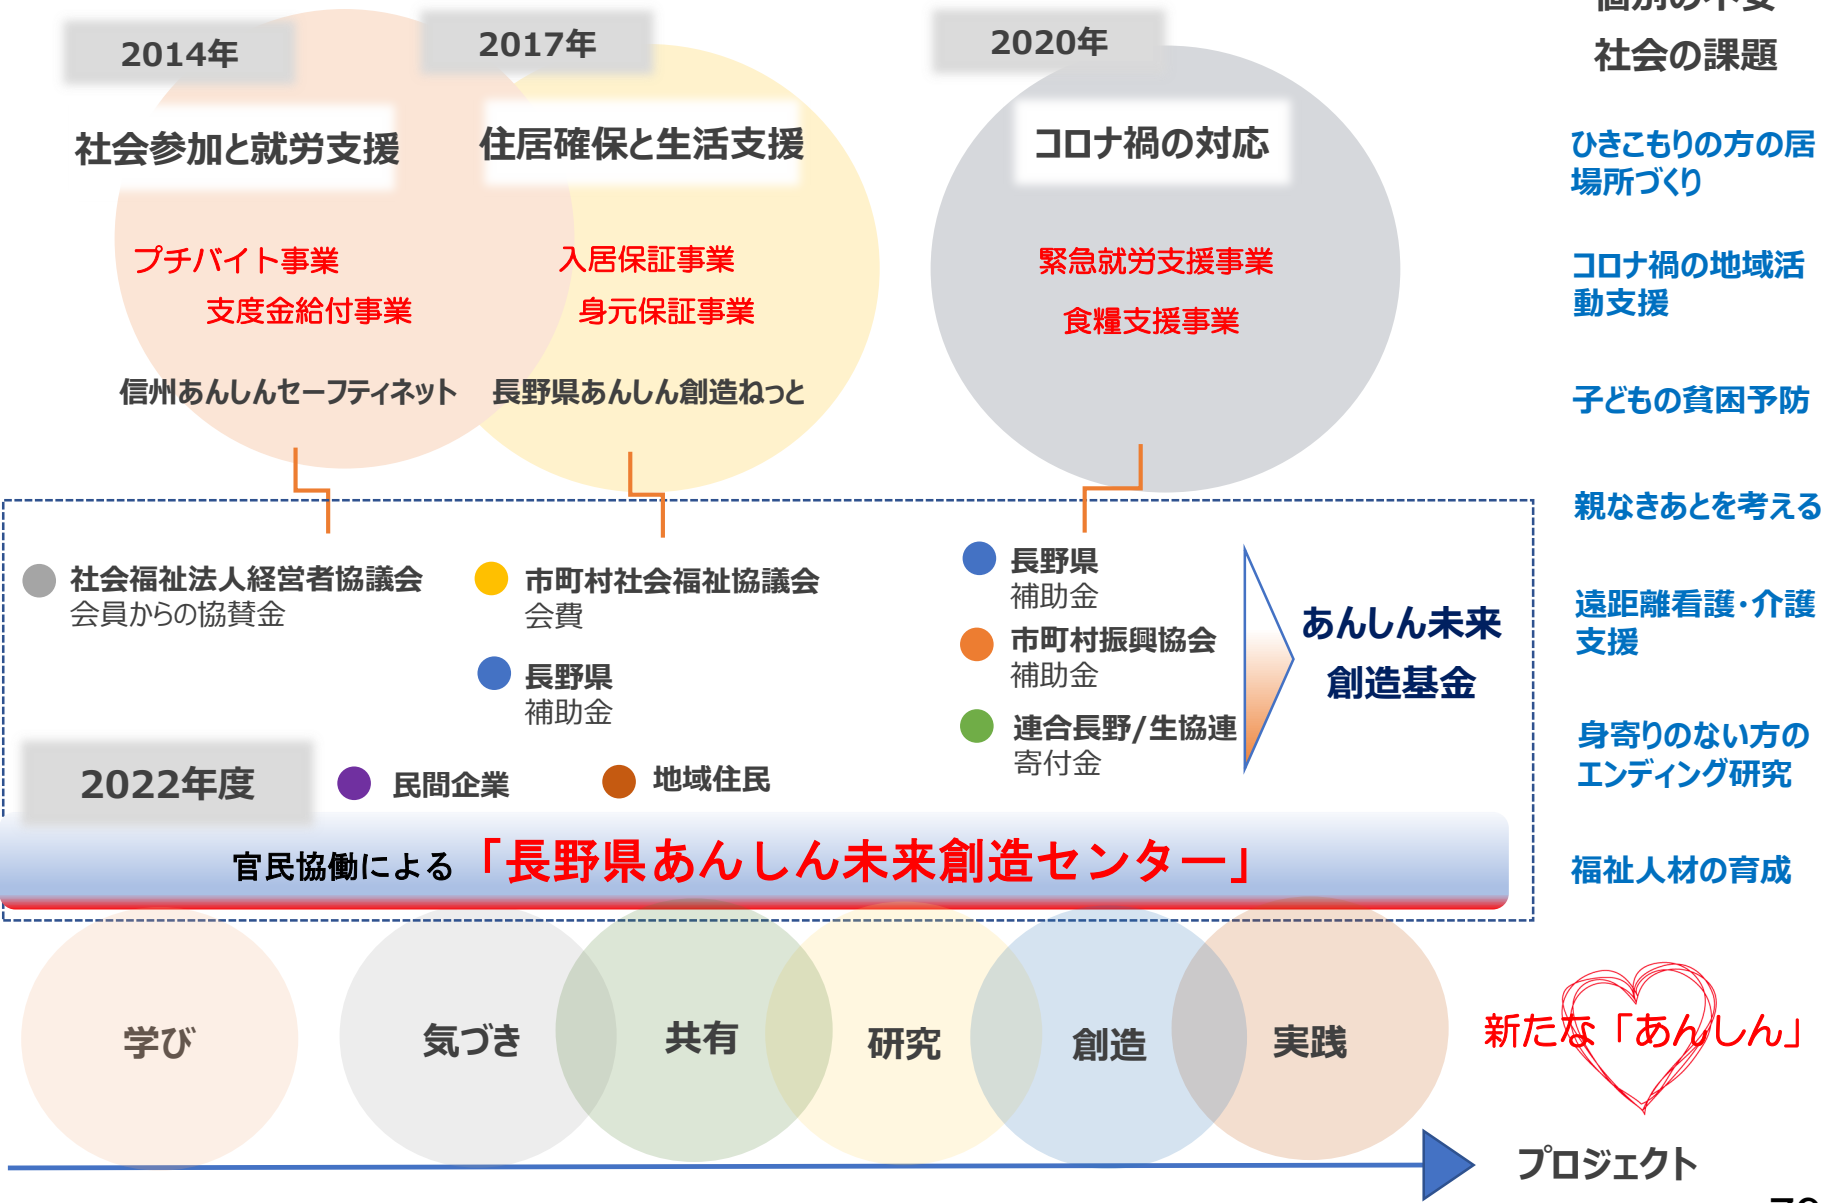 2014年
2017年
2020年
社会の課題
社会参加と就労支援
住居確保と生活支援
コロナ禍の対応
プチバイト事業
支度金給付事業
入居保証事業
身元保証事業
緊急就労支援事業
食糧支援事業
信州あんしんセーフティネット
長野県あんしん創造ねっと
ひきこもりの方の居
場所づくり
コロナ禍の地域活
動支援
子どもの貧困予防
親なきあとを考える
遠距離看護・介護
支援
身寄りのない方の
エンディング研究
福祉人材の育成
社会福祉法人経営者協議会
会員からの協賛金
市町村社会福祉協議会
会費
長野県
補助金
長野県
補助金
市町村振興協会
補助金
連合長野/生協連
寄付金
あんしん未来
創造基金
2022年度
民間企業
地域住民
官民協働による「長野県あんしん未来創造センター」
学び
気づき
共有
研究
創造
実践
新たな「あんしん」
プロジェクト